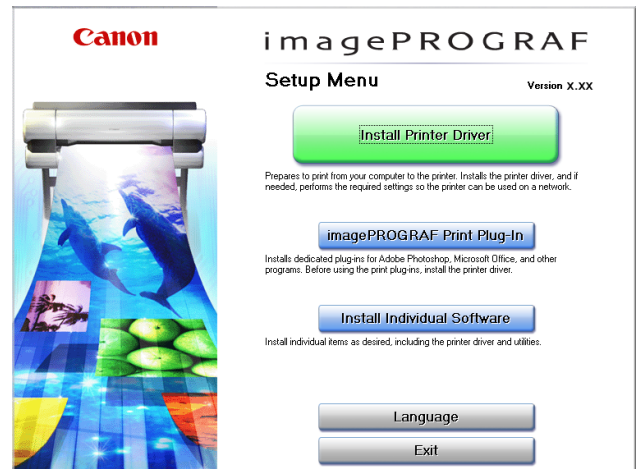 Canon
imagePROGRAF
Setup Menu
Version X.XX
Install Printer Driver
Prepares to print from your computer to the printer. Installs the printer driver, and if
needed, performs the required settings so the printer can be used on a network.
imagePROGRAF Print Plug-In
Installs dedicated plug-ins for Adobe Photoshop, Microsoft Office, and other
programs. Before using the print plug-ins, install the printer driver.
Install Individual Software
Install individual items as desired, including the printer driver and utilities.
Language
Exit